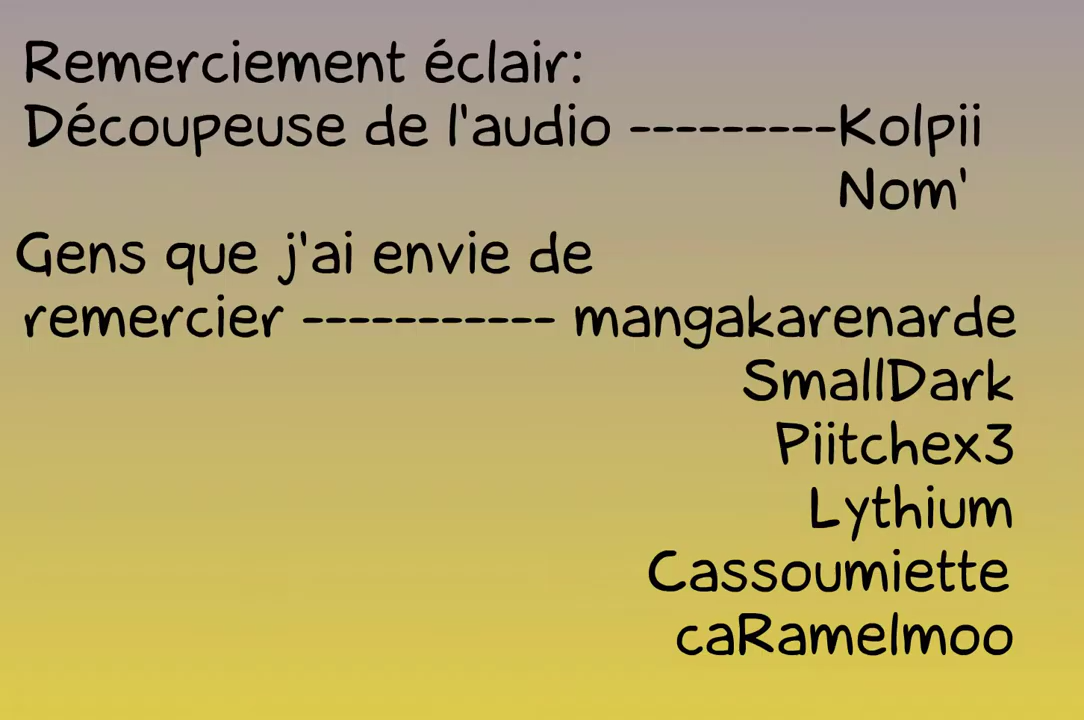 Remerciement éclair:
Découpeuse de l'audio ---------Kolpii
Nom'
Gens que j'ai envie de
remercier ----------- mangakarenarde
SmallDark
Piitchex3
Lythium
Cassoumiette
caRamelmoo